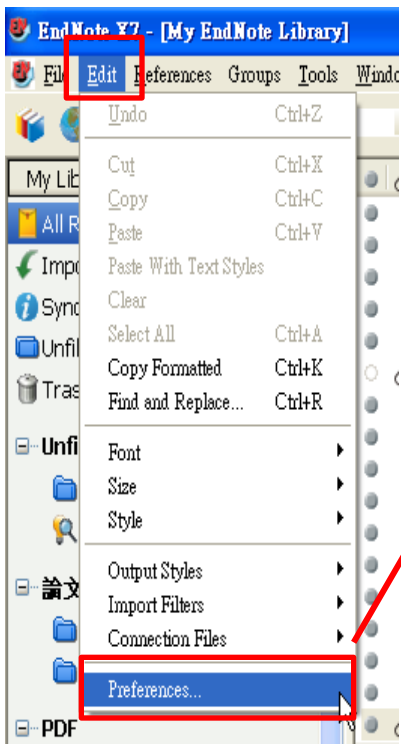 EndNote X7 - [My EndNote Library]
File Edit References Groups Tools Windo
Undo Ctrl+Z
Cut Ctrl+X
Copy Ctrl+C
Paste Ctrl+V
Paste With Text Styles
Clear
Select All Ctrl+A
Copy Formatted Ctrl+K
Find and Replace... Ctrl+R
Font
Size
Style
Output Styles
Import Filters
Connection Files
Preferences...
My Lib
All R
Impo
Sync
Unfil
Tras
Unfi
論文
PDF